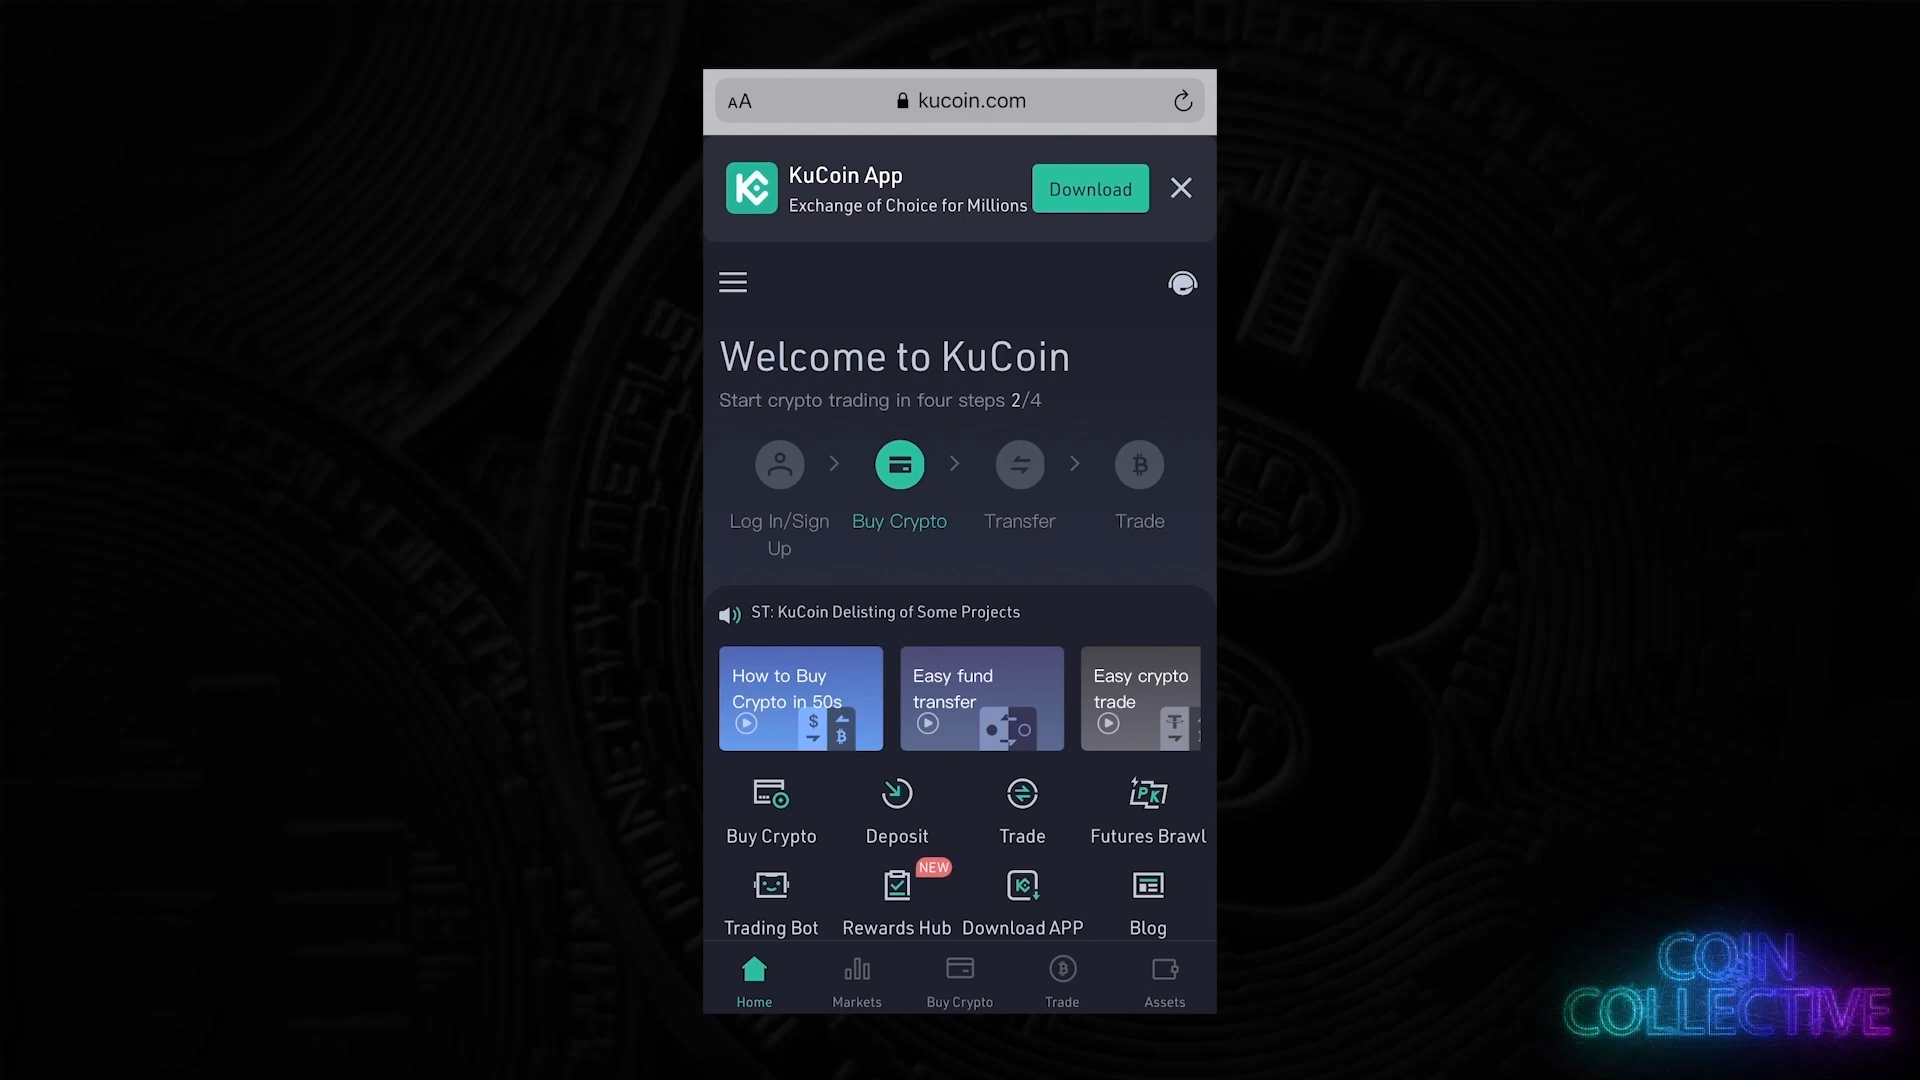 AA kucoin.com
KuCoin App
Exchange of Choice for Millions
Download
Welcome to KuCoin
Start crypto trading in four steps 2/4
Log In/Sign Up
Buy Crypto
Transfer
Trade
ST: KuCoin Delisting of Some Projects
How to Buy
Crypto in 50s
Easy fund
transfer
Easy crypto
trade
Buy Crypto
Deposit
Trade
Futures Brawl
NEW
Trading Bot
Rewards Hub
Download APP
Blog
Home
Markets
Buy Crypto
Trade
Assets
COIN
COLLECTIVE